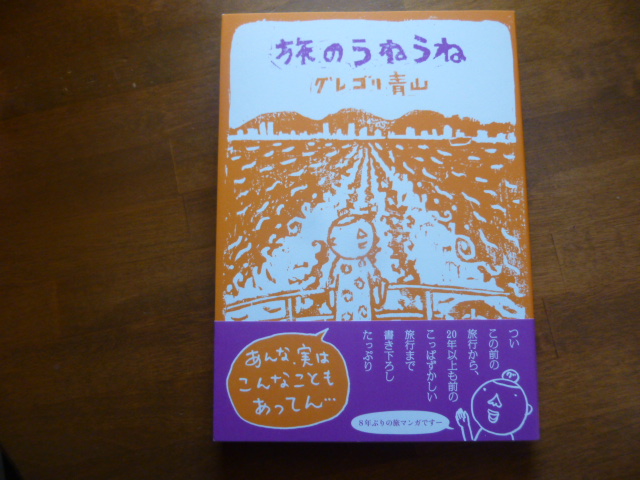 旅のうねうね
グレゴリ青山
あんな、実は
こんなことも
あってん…
つい
この前の
旅行から、
20年以上も前の
こっぱずかしい
旅行まで
書き下ろし
たっぷり
グ
8年ぶりの旅マンガですー